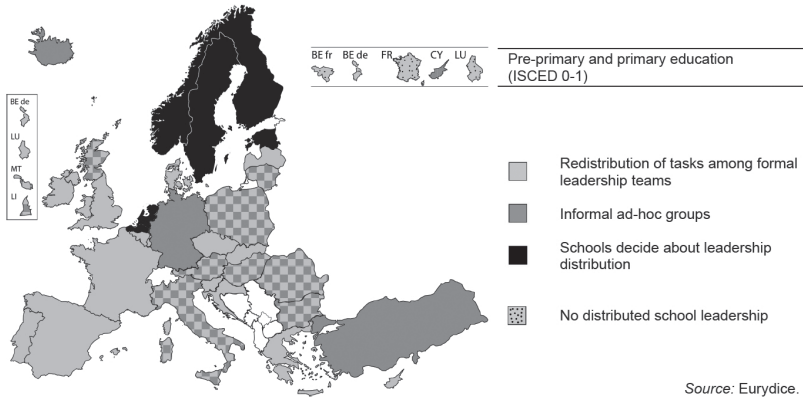 BE fr BE de FR CY LU
Pre-primary and primary education
(ISCED 0-1)
BE de
LU
MT
LI
Redistribution of tasks among formal
leadership teams
Informal ad-hoc groups
Schools decide about leadership
distribution
No distributed school leadership
Source: Eurydice.